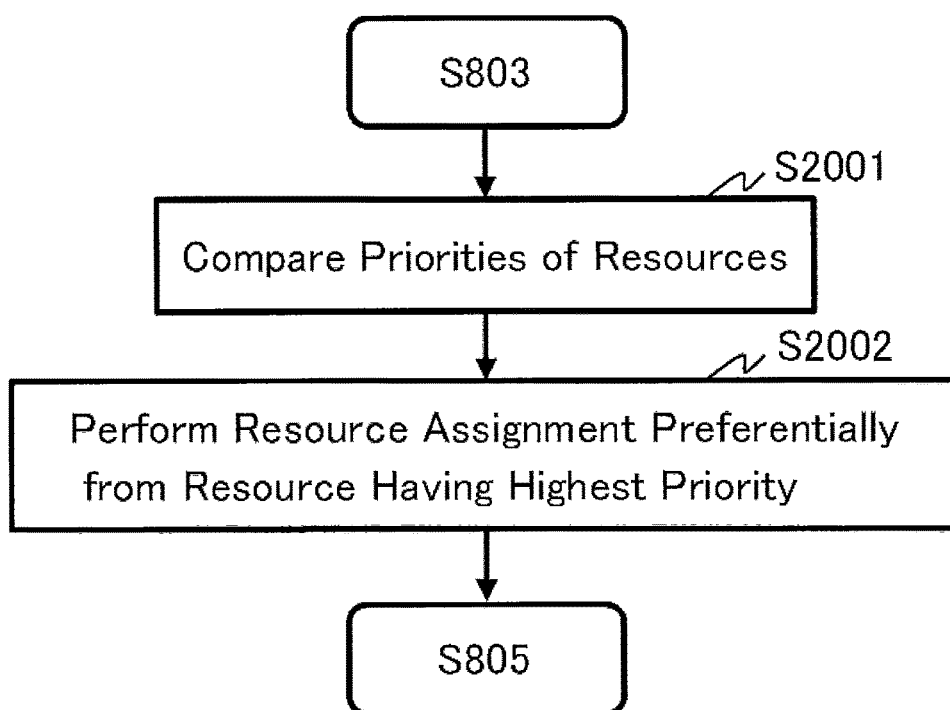 S803
S2001
Compare Priorities of Resources
S2002
Perform Resource Assignment Preferentially
from Resource Having Highest Priority
S805